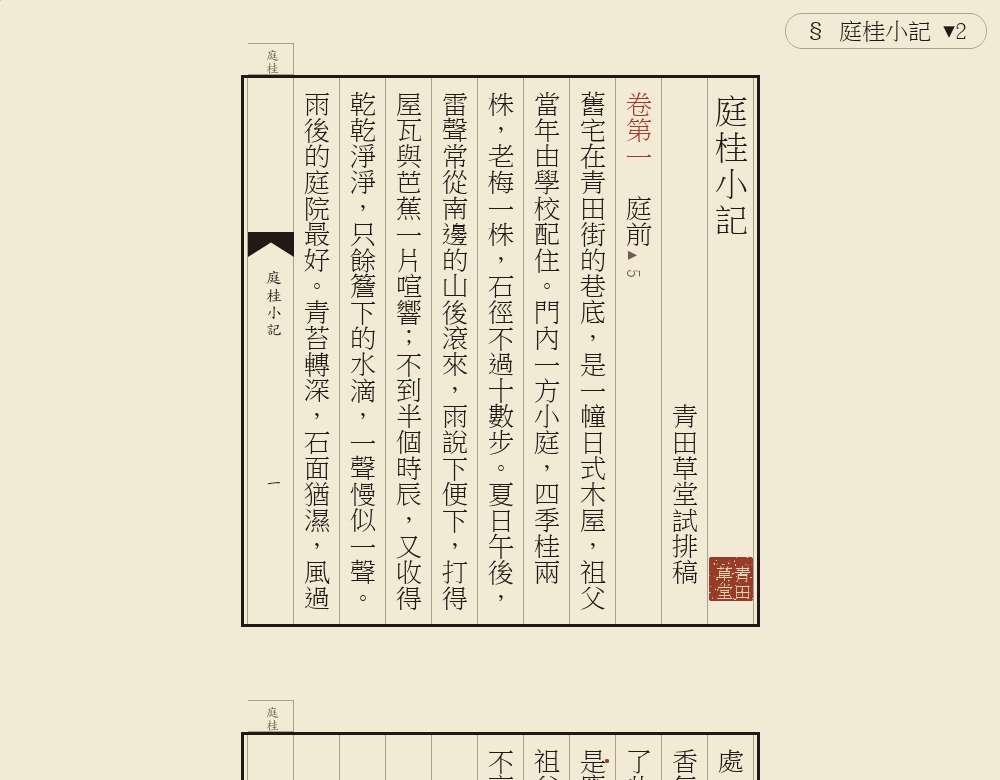 § 庭桂小記 ▼2
庭桂
庭桂小記
青田草堂試排稿
青田草堂
卷第一 庭前 ▶ 5
舊宅在青田街的巷底，是一幢日式木屋，祖父
當年由學校配住。門內一方小庭，四季桂兩
株，老梅一株，石徑不過十數步。夏日午後，
雷聲常從南邊的山後滾來，雨說下便下，打得
屋瓦與芭蕉一片喧響；不到半個時辰，又收得
乾乾淨淨，只餘簷下的水滴，一聲慢似一聲。
雨後的庭院最好。青苔轉深，石面猶濕，風過
庭桂小記
一
庭桂
處
香
了
是
祖
不